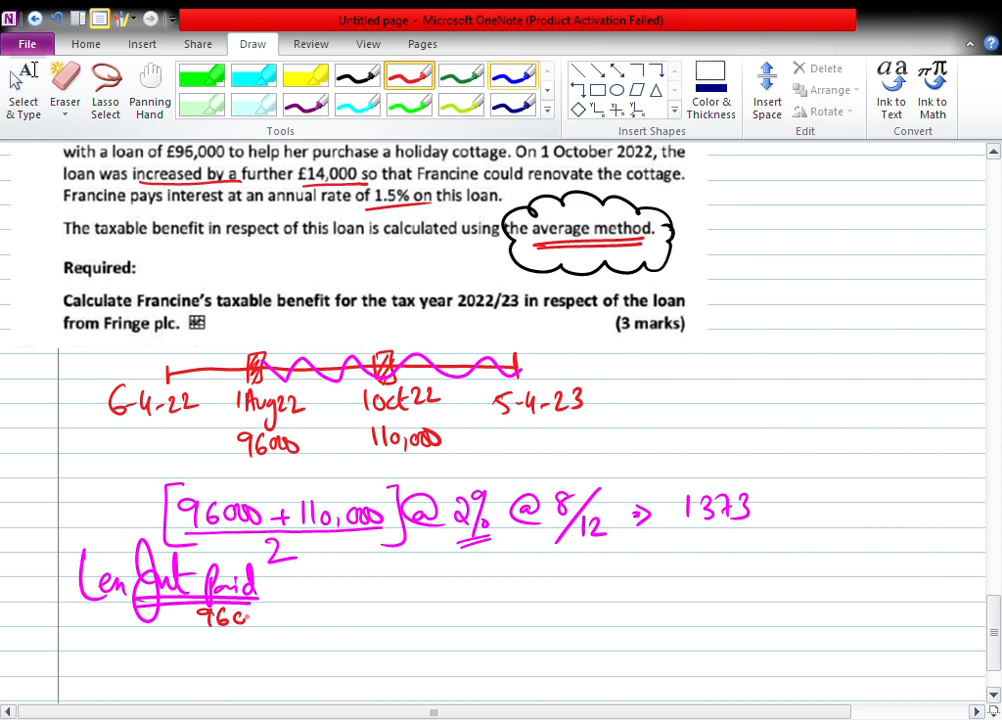 Untitled page - Microsoft OneNote (Product Activation Failed)
File Home Insert Share Draw Review View Pages
Select & Type Eraser Lasso Select Panning Hand Color & Thickness Insert Space Delete Arrange Rotate Ink to Text Ink to Math
Tools Insert Shapes Edit Convert
with a loan of £96,000 to help her purchase a holiday cottage. On 1 October 2022, the
loan was increased by a further £14,000 so that Francine could renovate the cottage.
Francine pays interest at an annual rate of 1.5% on this loan.
The taxable benefit in respect of this loan is calculated using the average method.
Required:
Calculate Francine's taxable benefit for the tax year 2022/23 in respect of the loan
from Fringe plc. (3 marks)
6-4-22 1Aug22 1Oct22 5-4-23
96000 110,000
[96000 + 110,000] @ 2% @ 8/12 => 1373
2
Len Int Paid
960